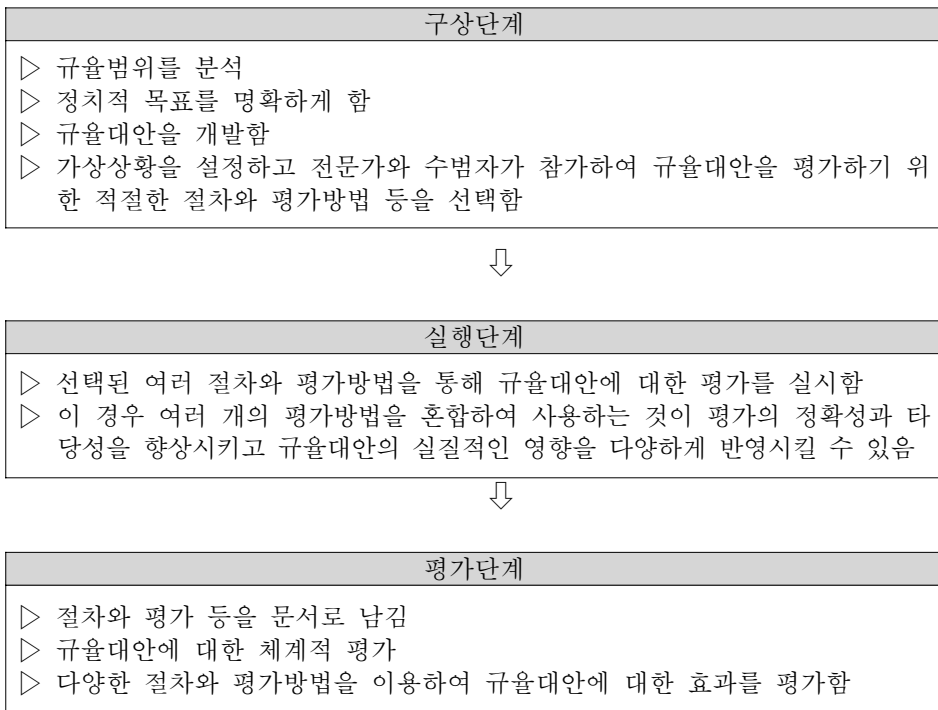 구상단계
▷ 규율범위를 분석
▷ 정치적 목표를 명확하게 함
▷ 규율대안을 개발함
▷ 가상상황을 설정하고 전문가와 수범자가 참가하여 규율대안을 평가하기 위
한 적절한 절차와 평가방법 등을 선택함
실행단계
▷ 선택된 여러 절차와 평가방법을 통해 규율대안에 대한 평가를 실시함
▷ 이 경우 여러 개의 평가방법을 혼합하여 사용하는 것이 평가의 정확성과 타
당성을 향상시키고 규율대안의 실질적인 영향을 다양하게 반영시킬 수 있음
평가단계
▷ 절차와 평가 등을 문서로 남김
▷ 규율대안에 대한 체계적 평가
▷ 다양한 절차와 평가방법을 이용하여 규율대안에 대한 효과를 평가함